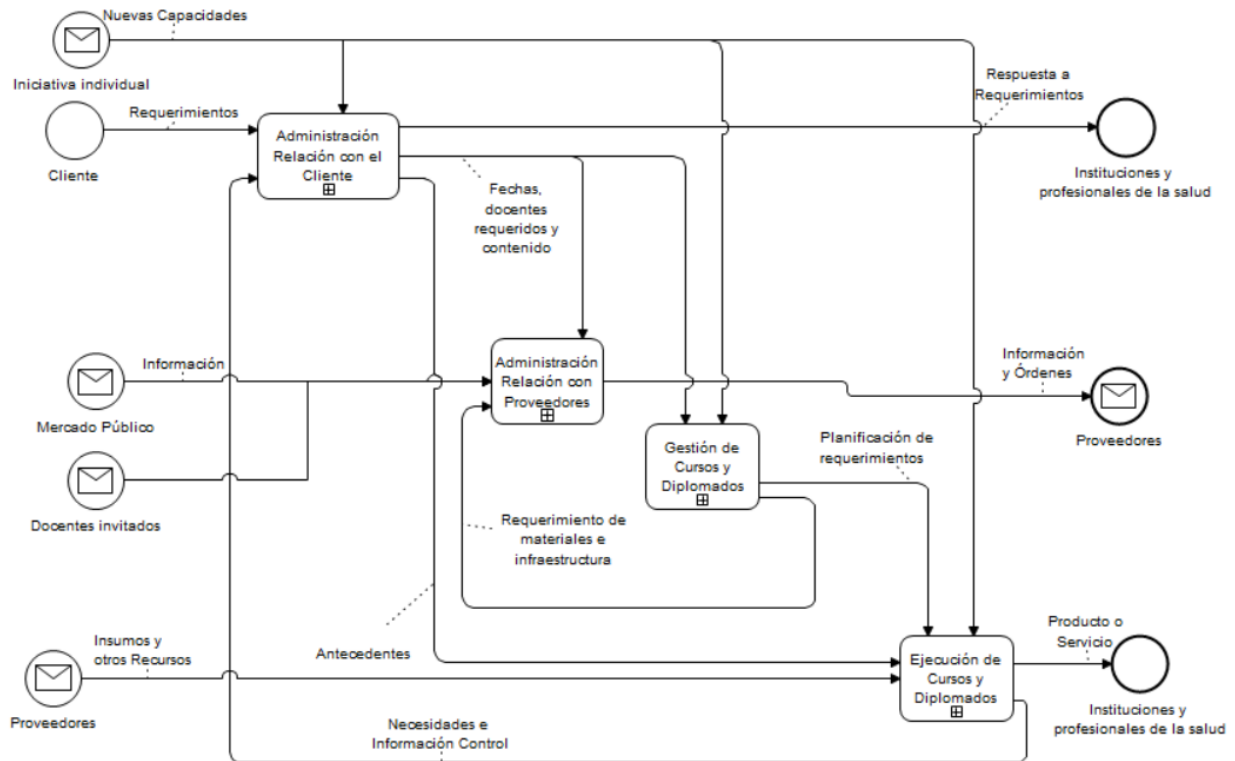 Nuevas Capacidades
Iniciativa individual
Requerimientos
Cliente
Administración
Relación con el
Cliente
Respuesta a
Requerimientos
Instituciones y
profesionales de la salud
Fechas,
docentes
requeridos y
contenido
Información
Mercado Público
Docentes invitados
Administración
Relación con
Proveedores
Información
y Órdenes
Proveedores
Gestión de
Cursos y
Diplomados
Planificación de
requerimientos
Requerimiento de
materiales e
infraestructura
Antecedentes
Insumos y
otros Recursos
Proveedores
Ejecución de
Cursos y
Diplomados
Producto o
Servicio
Instituciones y
profesionales de la salud
Necesidades e
Información Control